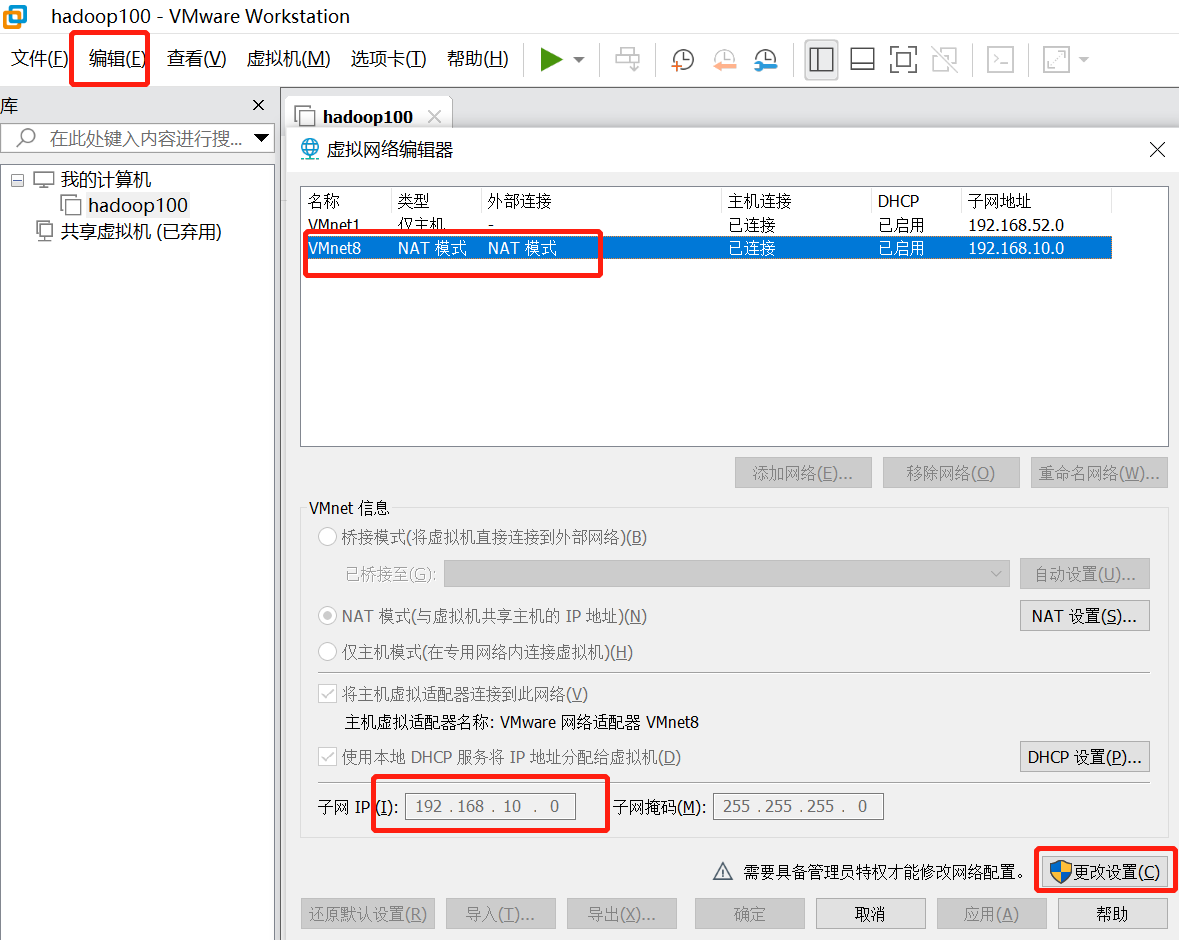 hadoop100 - VMware Workstation
文件(F) 编辑(E) 查看(V) 虚拟机(M) 选项卡(T) 帮助(H)
库
在此处键入内容进行搜...
我的计算机
hadoop100
共享虚拟机 (已弃用)
hadoop100
虚拟网络编辑器
名称 类型 外部连接 主机连接 DHCP 子网地址
VMnet1 仅主机... - 已连接 已启用 192.168.52.0
VMnet8 NAT 模式 NAT 模式 已连接 已启用 192.168.10.0
添加网络(E)... 移除网络(O) 重命名网络(W)...
VMnet 信息
桥接模式(将虚拟机直接连接到外部网络)(B)
已桥接至(G): 自动设置(U)...
NAT 模式(与虚拟机共享主机的 IP 地址)(N) NAT 设置(S)...
仅主机模式(在专用网络内连接虚拟机)(H)
将主机虚拟适配器连接到此网络(V)
主机虚拟适配器名称: VMware 网络适配器 VMnet8
使用本地 DHCP 服务将 IP 地址分配给虚拟机(D) DHCP 设置(P)...
子网 IP (I): 192 . 168 . 10 . 0 子网掩码(M): 255 . 255 . 255 . 0
需要具备管理员特权才能修改网络配置。 更改设置(C)
还原默认设置(R) 导入(T)... 导出(X)... 确定 取消 应用(A) 帮助